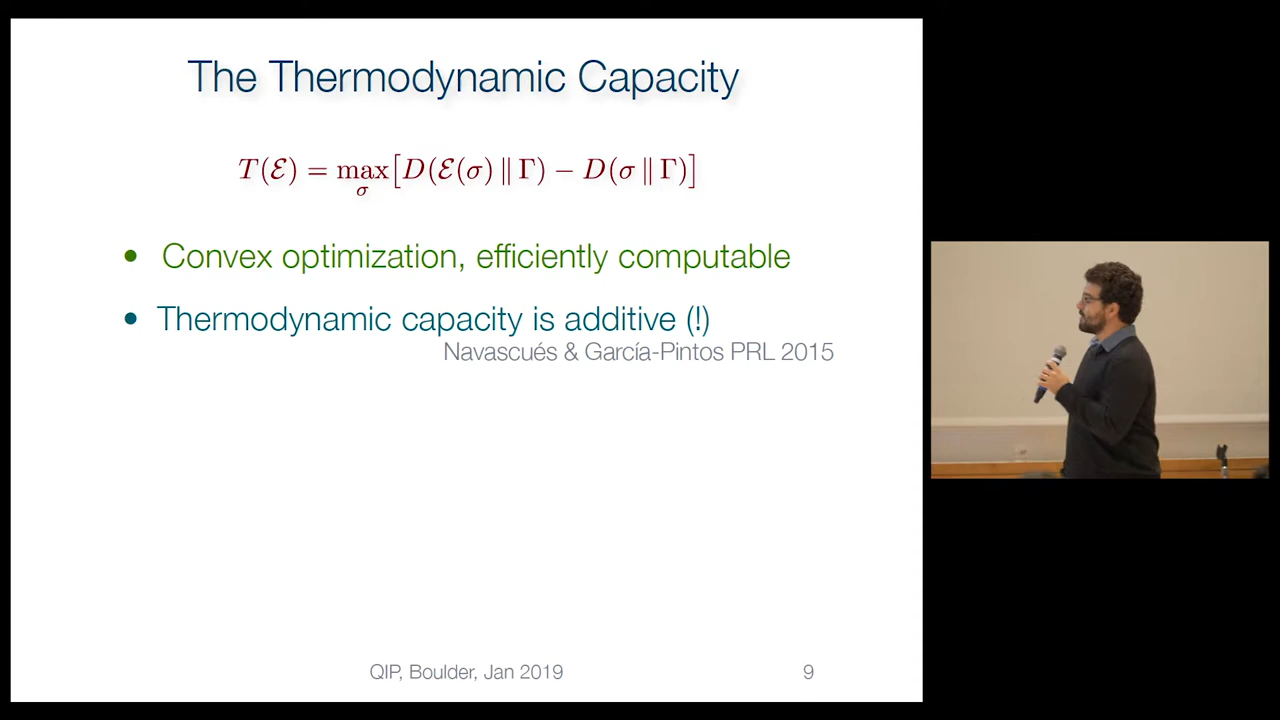 The Thermodynamic Capacity
T(ℰ) = max_σ [D(ℰ(σ) ∥ Γ) − D(σ ∥ Γ)]
• Convex optimization, efficiently computable
• Thermodynamic capacity is additive (!)
Navascués & García-Pintos PRL 2015
QIP, Boulder, Jan 2019 9